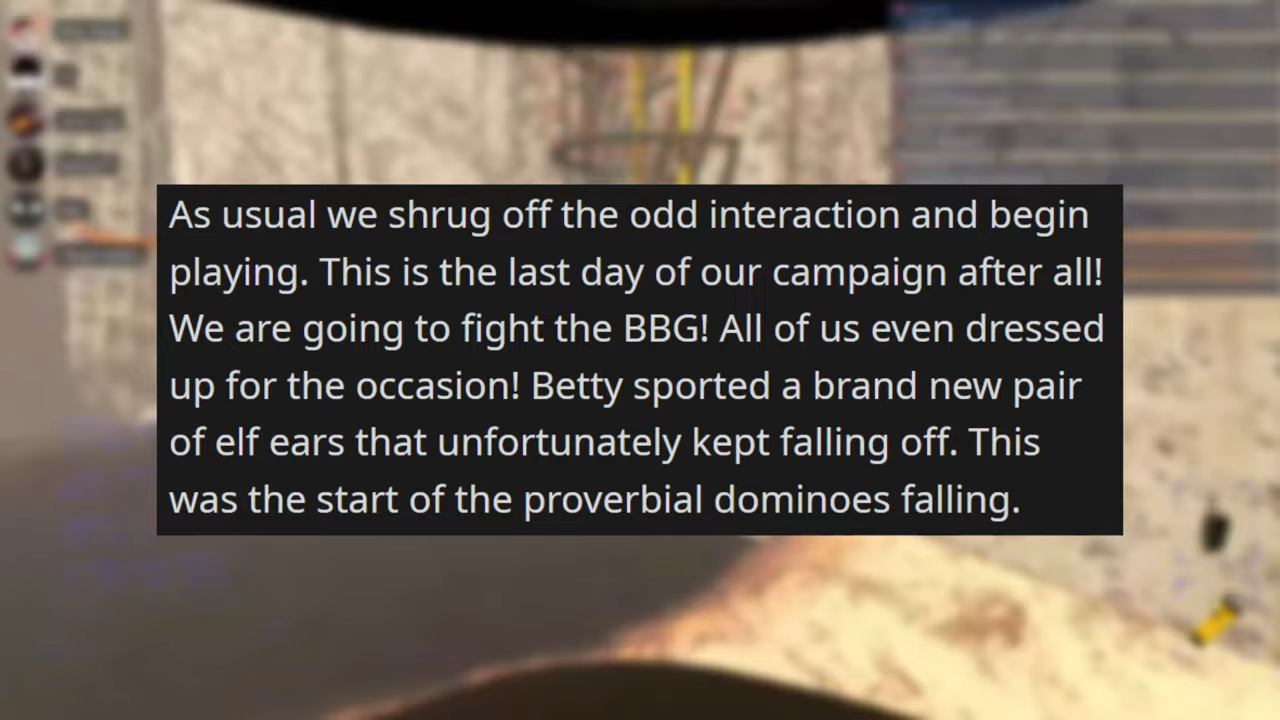 As usual we shrug off the odd interaction and begin
playing. This is the last day of our campaign after all!
We are going to fight the BBG! All of us even dressed
up for the occasion! Betty sported a brand new pair
of elf ears that unfortunately kept falling off. This
was the start of the proverbial dominoes falling.